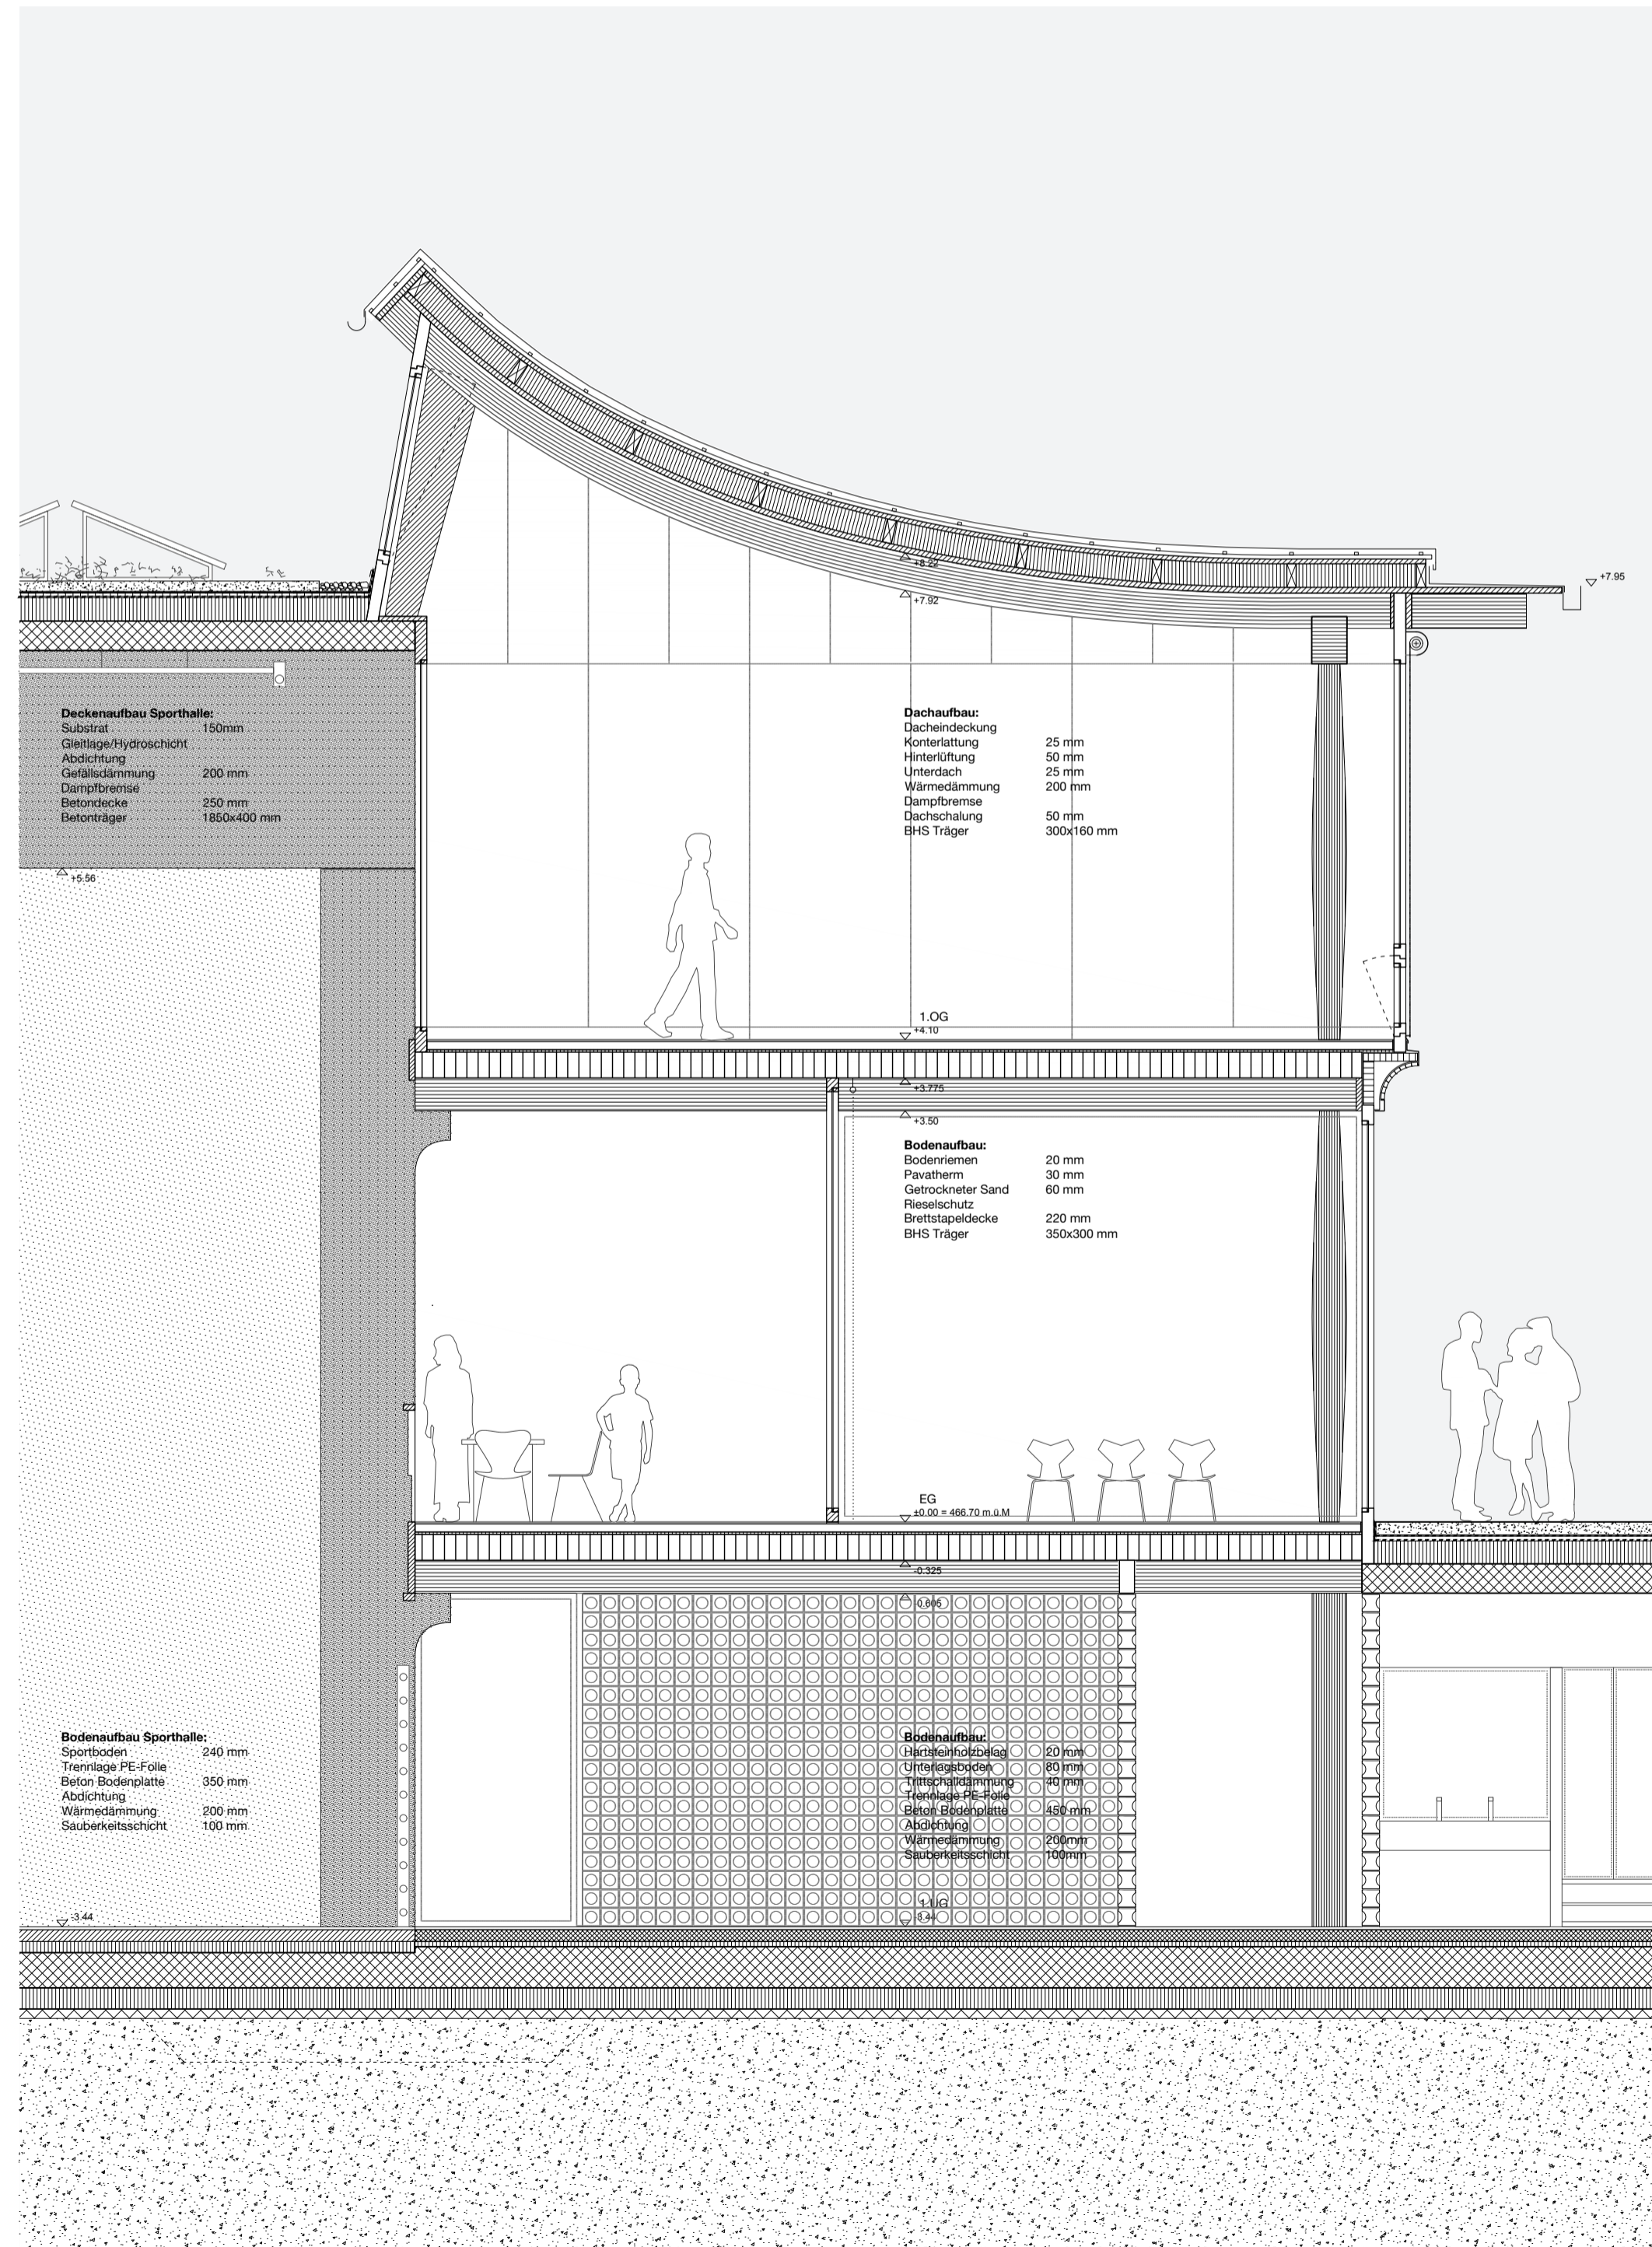 +8.22
+7.95
+7.92
Deckenaufbau Sporthalle:
Substrat 150mm
Gleitlage/Hydroschicht
Abdichtung
Gefällsdämmung 200 mm
Dampfbremse
Betondecke 250 mm
Betonträger 1850x400 mm
+5.56
Dachaufbau:
Dacheindeckung
Konterlattung 25 mm
Hinterlüftung 50 mm
Unterdach 25 mm
Wärmedämmung 200 mm
Dampfbremse
Dachschalung 50 mm
BHS Träger 300x160 mm
1.OG
+4.10
+3.775
+3.50
Bodenaufbau:
Bodenriemen 20 mm
Pavatherm 30 mm
Getrockneter Sand 60 mm
Rieselschutz
Brettstapeldecke 220 mm
BHS Träger 350x300 mm
EG
±0.00 = 466.70 m.ü.M
-0.325
-0.605
Bodenaufbau Sporthalle:
Sportboden 240 mm
Trennlage PE-Folie
Beton Bodenplatte 350 mm
Abdichtung
Wärmedämmung 200 mm
Sauberkeitsschicht 100 mm
-3.44
Bodenaufbau:
Hartsteinholzbelag 20 mm
Unterlagsboden 80 mm
Trittschalldämmung 40 mm
Trennlage PE-Folie
Beton Bodenplatte 450 mm
Abdichtung
Wärmedämmung 200mm
Sauberkeitsschicht 100mm
1.UG
-3.44